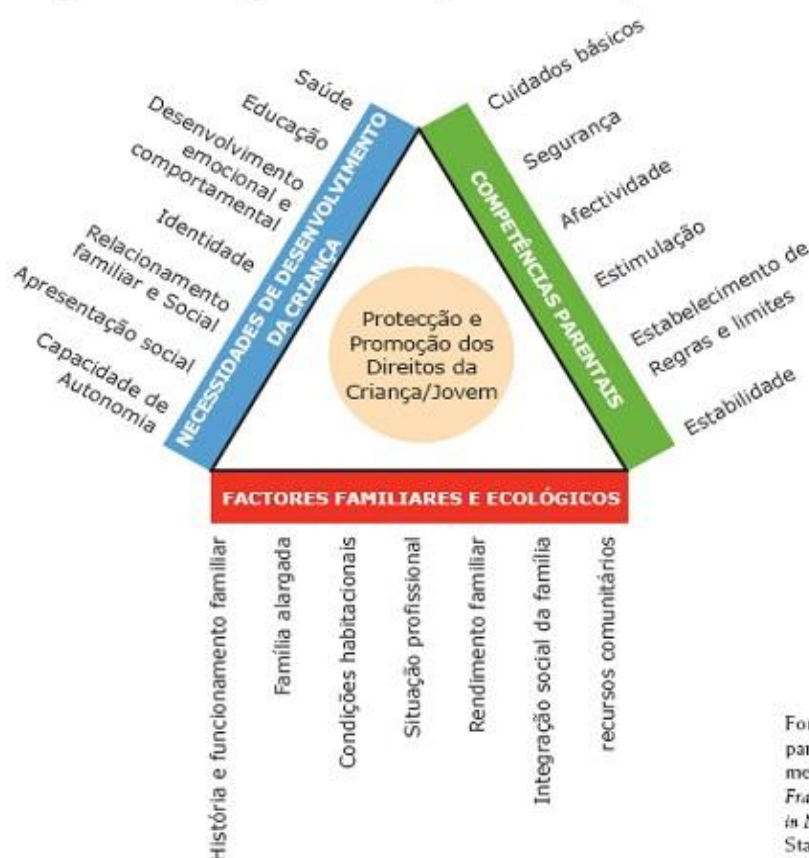 Saúde
Educação
Desenvolvimento
emocional e
comportamental
Identidade
Relacionamento
familiar e Social
Apresentação social
Capacidade de
Autonomia
NECESSIDADES DE DESENVOLVIMENTO
DA CRIANÇA
Cuidados básicos
Segurança
Afectividade
Estimulação
Estabelecimento de
Regras e limites
Estabilidade
COMPETÊNCIAS PARENTAIS
Protecção e
Promoção dos
Direitos da
Criança/Jovem
FACTORES FAMILIARES E ECOLÓGICOS
História e funcionamento familiar
Família alargada
Condições habitacionais
Situação profissional
Rendimento familiar
Integração social da família
recursos comunitários